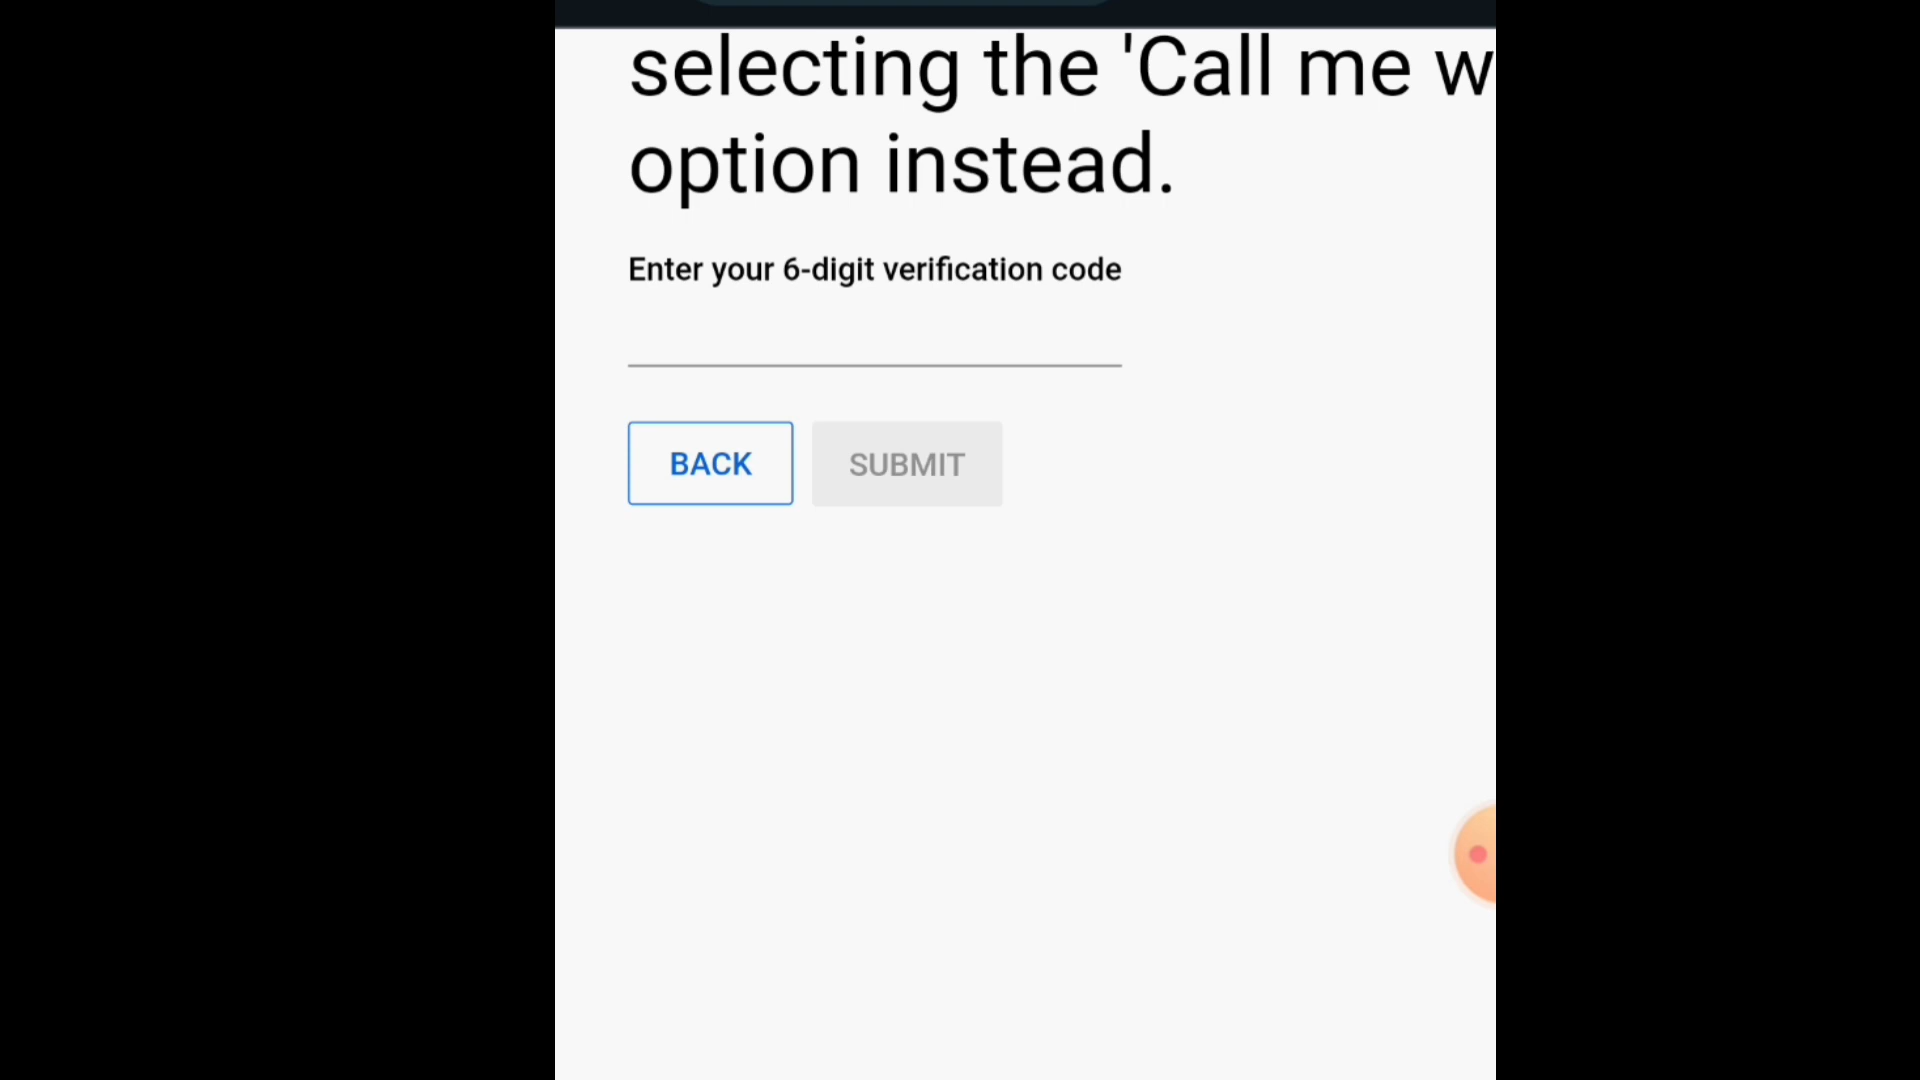 selecting the 'Call me
option instead.
Enter your 6-digit verification code
BACK
SUBMIT